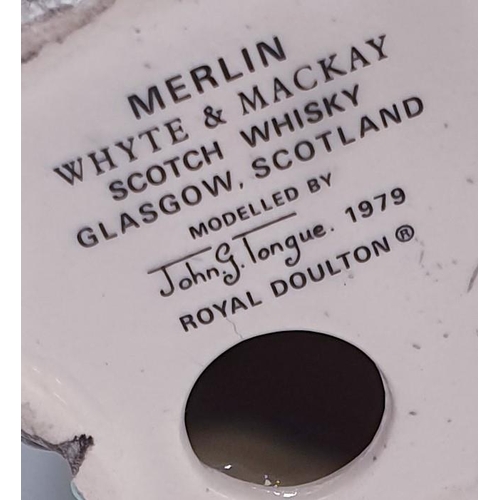 MERLIN
WHYTE & MACKAY
SCOTCH WHISKY
GLASGOW, SCOTLAND
MODELLED BY
John.G.Tongue. 1979
ROYAL DOULTON®